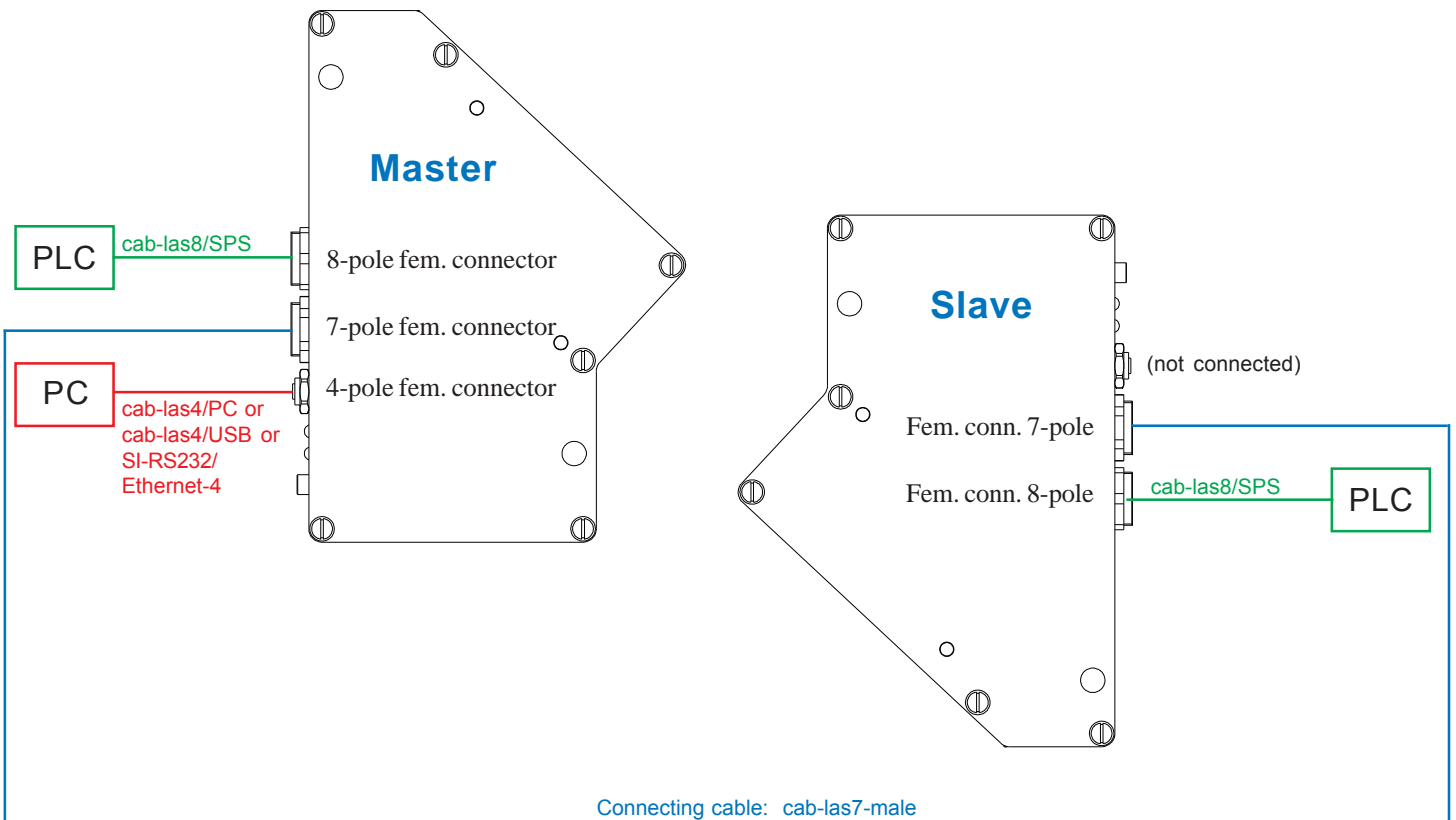 Master
PLC
cab-las8/SPS
8-pole fem. connector
7-pole fem. connector
PC
4-pole fem. connector
cab-las4/PC or
cab-las4/USB or
SI-RS232/
Ethernet-4
Slave
(not connected)
Fem. conn. 7-pole
Fem. conn. 8-pole
cab-las8/SPS
PLC
Connecting cable: cab-las7-male